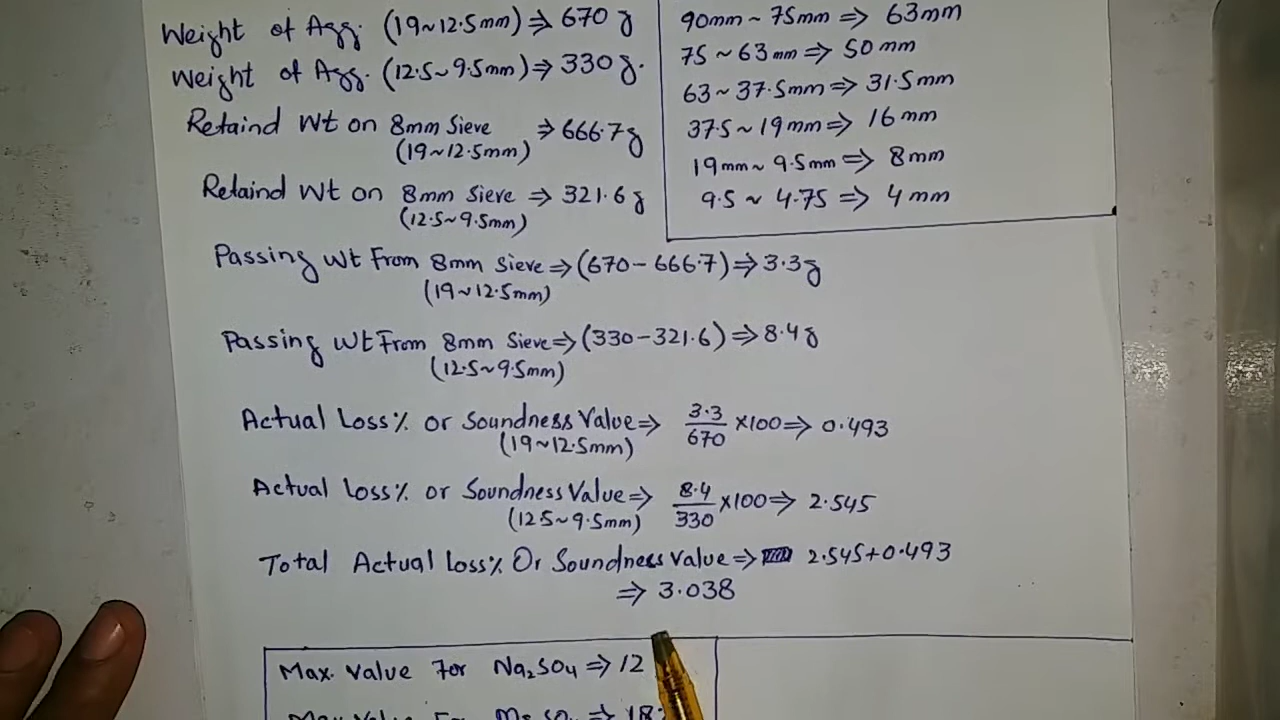 Weight of Agg. (19~12.5mm) ⇒ 670 g
Weight of Agg. (12.5~9.5mm) ⇒ 330 g.
Retaind Wt on 8mm Sieve ⇒ 666.7g
(19~12.5mm)
Retaind Wt on 8mm Sieve ⇒ 321.6 g
(12.5~9.5mm)
90mm ~ 75mm ⇒ 63mm
75 ~ 63 mm ⇒ 50 mm
63 ~ 37.5mm ⇒ 31.5mm
37.5 ~ 19mm ⇒ 16 mm
19mm ~ 9.5mm ⇒ 8mm
9.5 ~ 4.75 ⇒ 4 mm
Passing Wt From 8mm Sieve ⇒ (670 - 666.7) ⇒ 3.3g
(19~12.5mm)
Passing Wt From 8mm Sieve ⇒ (330-321.6) ⇒ 8.4g
(12.5~9.5mm)
Actual Loss% or Soundness Value ⇒ 3.3/670 ×100 ⇒ 0.493
(19~12.5mm)
Actual Loss% or Soundness Value ⇒ 8.4/330 ×100 ⇒ 2.545
(12.5~9.5mm)
Total Actual Loss% Or Soundness Value ⇒ 2.545+0.493
⇒ 3.038
Max. Value For Na₂SO₄ ⇒ 12